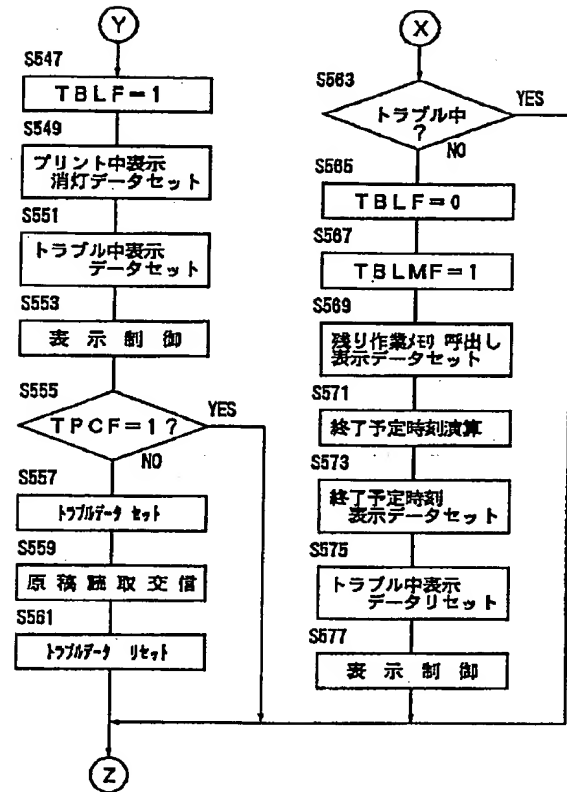 Y
S547
TBLF=1
S549
プリント中表示
消灯データセット
S551
トラブル中表示
データセット
S553
表示制御
S555
TPCF=1?
YES
NO
S557
トラブルデータ セット
S559
原稿読取交信
S561
トラブルデータ リセット
Z
X
S563
トラブル中
?
YES
NO
S565
TBLF=0
S567
TBLMF=1
S569
残り作業メモリ 呼出し
表示データセット
S571
終了予定時刻演算
S573
終了予定時刻
表示データセット
S575
トラブル中表示
データリセット
S577
表示制御